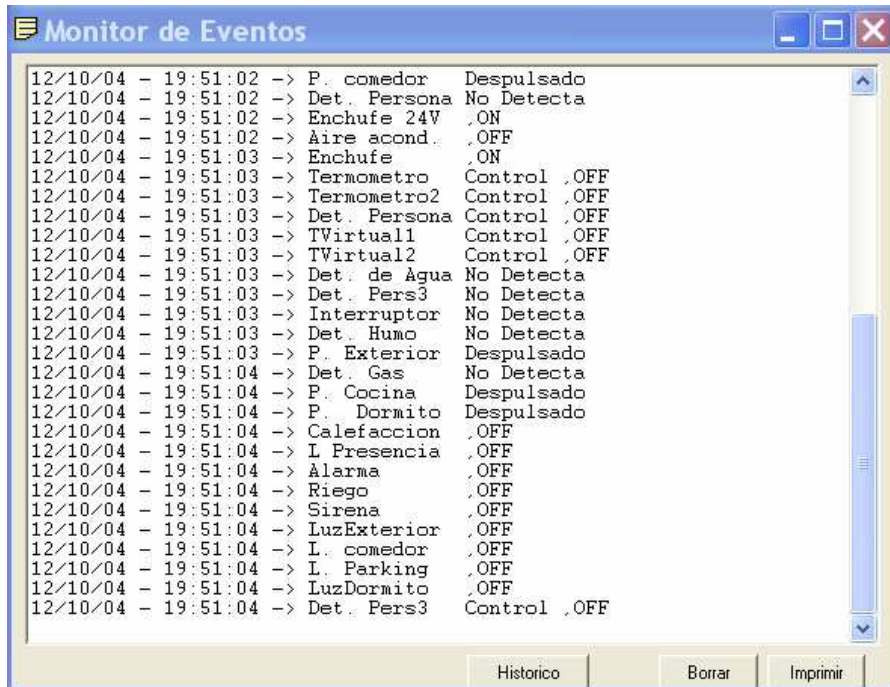 Monitor de Eventos
12/10/04 - 19:51:02 -> P. comedor Despulsado
12/10/04 - 19:51:02 -> Det. Persona No Detecta
12/10/04 - 19:51:02 -> Enchufe 24V ,ON
12/10/04 - 19:51:02 -> Aire acond. ,OFF
12/10/04 - 19:51:03 -> Enchufe ,ON
12/10/04 - 19:51:03 -> Termometro Control ,OFF
12/10/04 - 19:51:03 -> Termometro2 Control ,OFF
12/10/04 - 19:51:03 -> Det. Persona Control ,OFF
12/10/04 - 19:51:03 -> TVirtual1 Control ,OFF
12/10/04 - 19:51:03 -> TVirtual2 Control ,OFF
12/10/04 - 19:51:03 -> Det. de Agua No Detecta
12/10/04 - 19:51:03 -> Det. Pers3 No Detecta
12/10/04 - 19:51:03 -> Interruptor No Detecta
12/10/04 - 19:51:03 -> Det. Humo No Detecta
12/10/04 - 19:51:03 -> P. Exterior Despulsado
12/10/04 - 19:51:04 -> Det. Gas No Detecta
12/10/04 - 19:51:04 -> P. Cocina Despulsado
12/10/04 - 19:51:04 -> P. Dormito Despulsado
12/10/04 - 19:51:04 -> Calefaccion ,OFF
12/10/04 - 19:51:04 -> L Presencia ,OFF
12/10/04 - 19:51:04 -> Alarma ,OFF
12/10/04 - 19:51:04 -> Riego ,OFF
12/10/04 - 19:51:04 -> Sirena ,OFF
12/10/04 - 19:51:04 -> LuzExterior ,OFF
12/10/04 - 19:51:04 -> L. comedor ,OFF
12/10/04 - 19:51:04 -> L. Parking ,OFF
12/10/04 - 19:51:04 -> LuzDormito ,OFF
12/10/04 - 19:51:04 -> Det. Pers3 Control ,OFF
Historico Borrar Imprimir